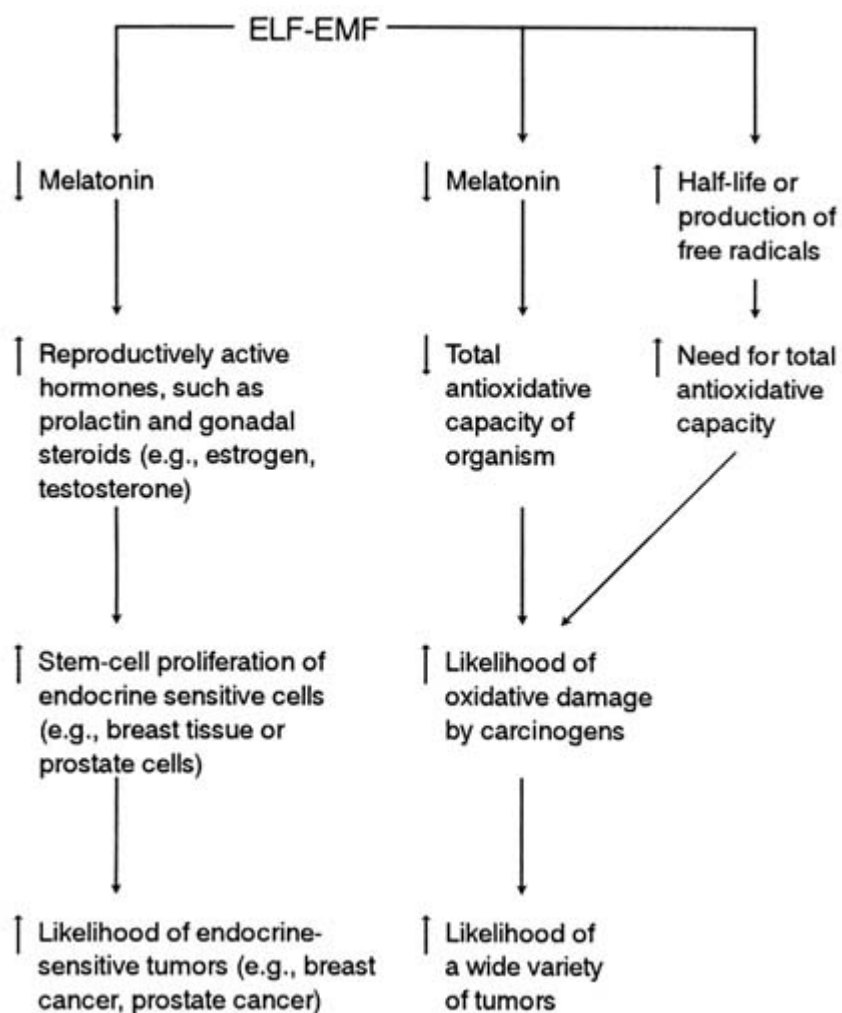 ELF-EMF
↓ Melatonin
↑ Reproductively active
hormones, such as
prolactin and gonadal
steroids (e.g., estrogen,
testosterone)
↑ Stem-cell proliferation of
endocrine sensitive cells
(e.g., breast tissue or
prostate cells)
↑ Likelihood of endocrine-
sensitive tumors (e.g., breast
cancer, prostate cancer)
↓ Melatonin
↓ Total
antioxidative
capacity of
organism
↑ Likelihood of
oxidative damage
by carcinogens
↑ Likelihood of
a wide variety
of tumors
↑ Half-life or
production of
free radicals
↑ Need for total
antioxidative
capacity